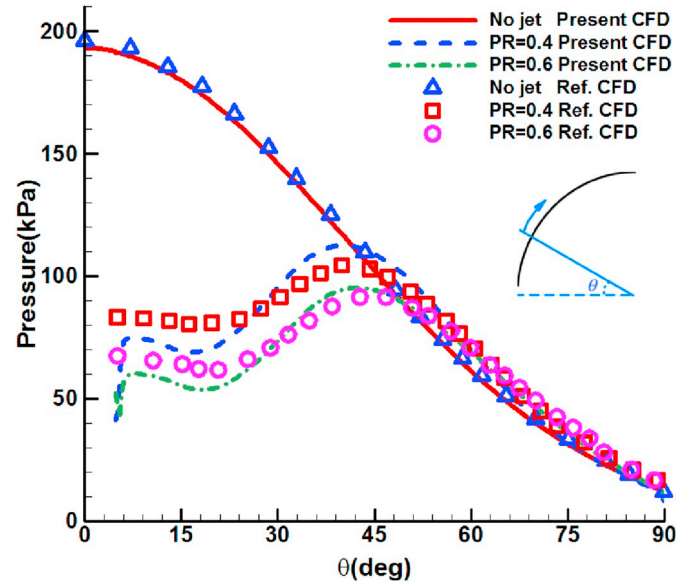 No jet Present CFD
PR=0.4 Present CFD
PR=0.6 Present CFD
No jet Ref. CFD
PR=0.4 Ref. CFD
PR=0.6 Ref. CFD
Pressure(kPa)
200
150
100
50
0
θ
0 15 30 45 60 75 90
θ(deg)